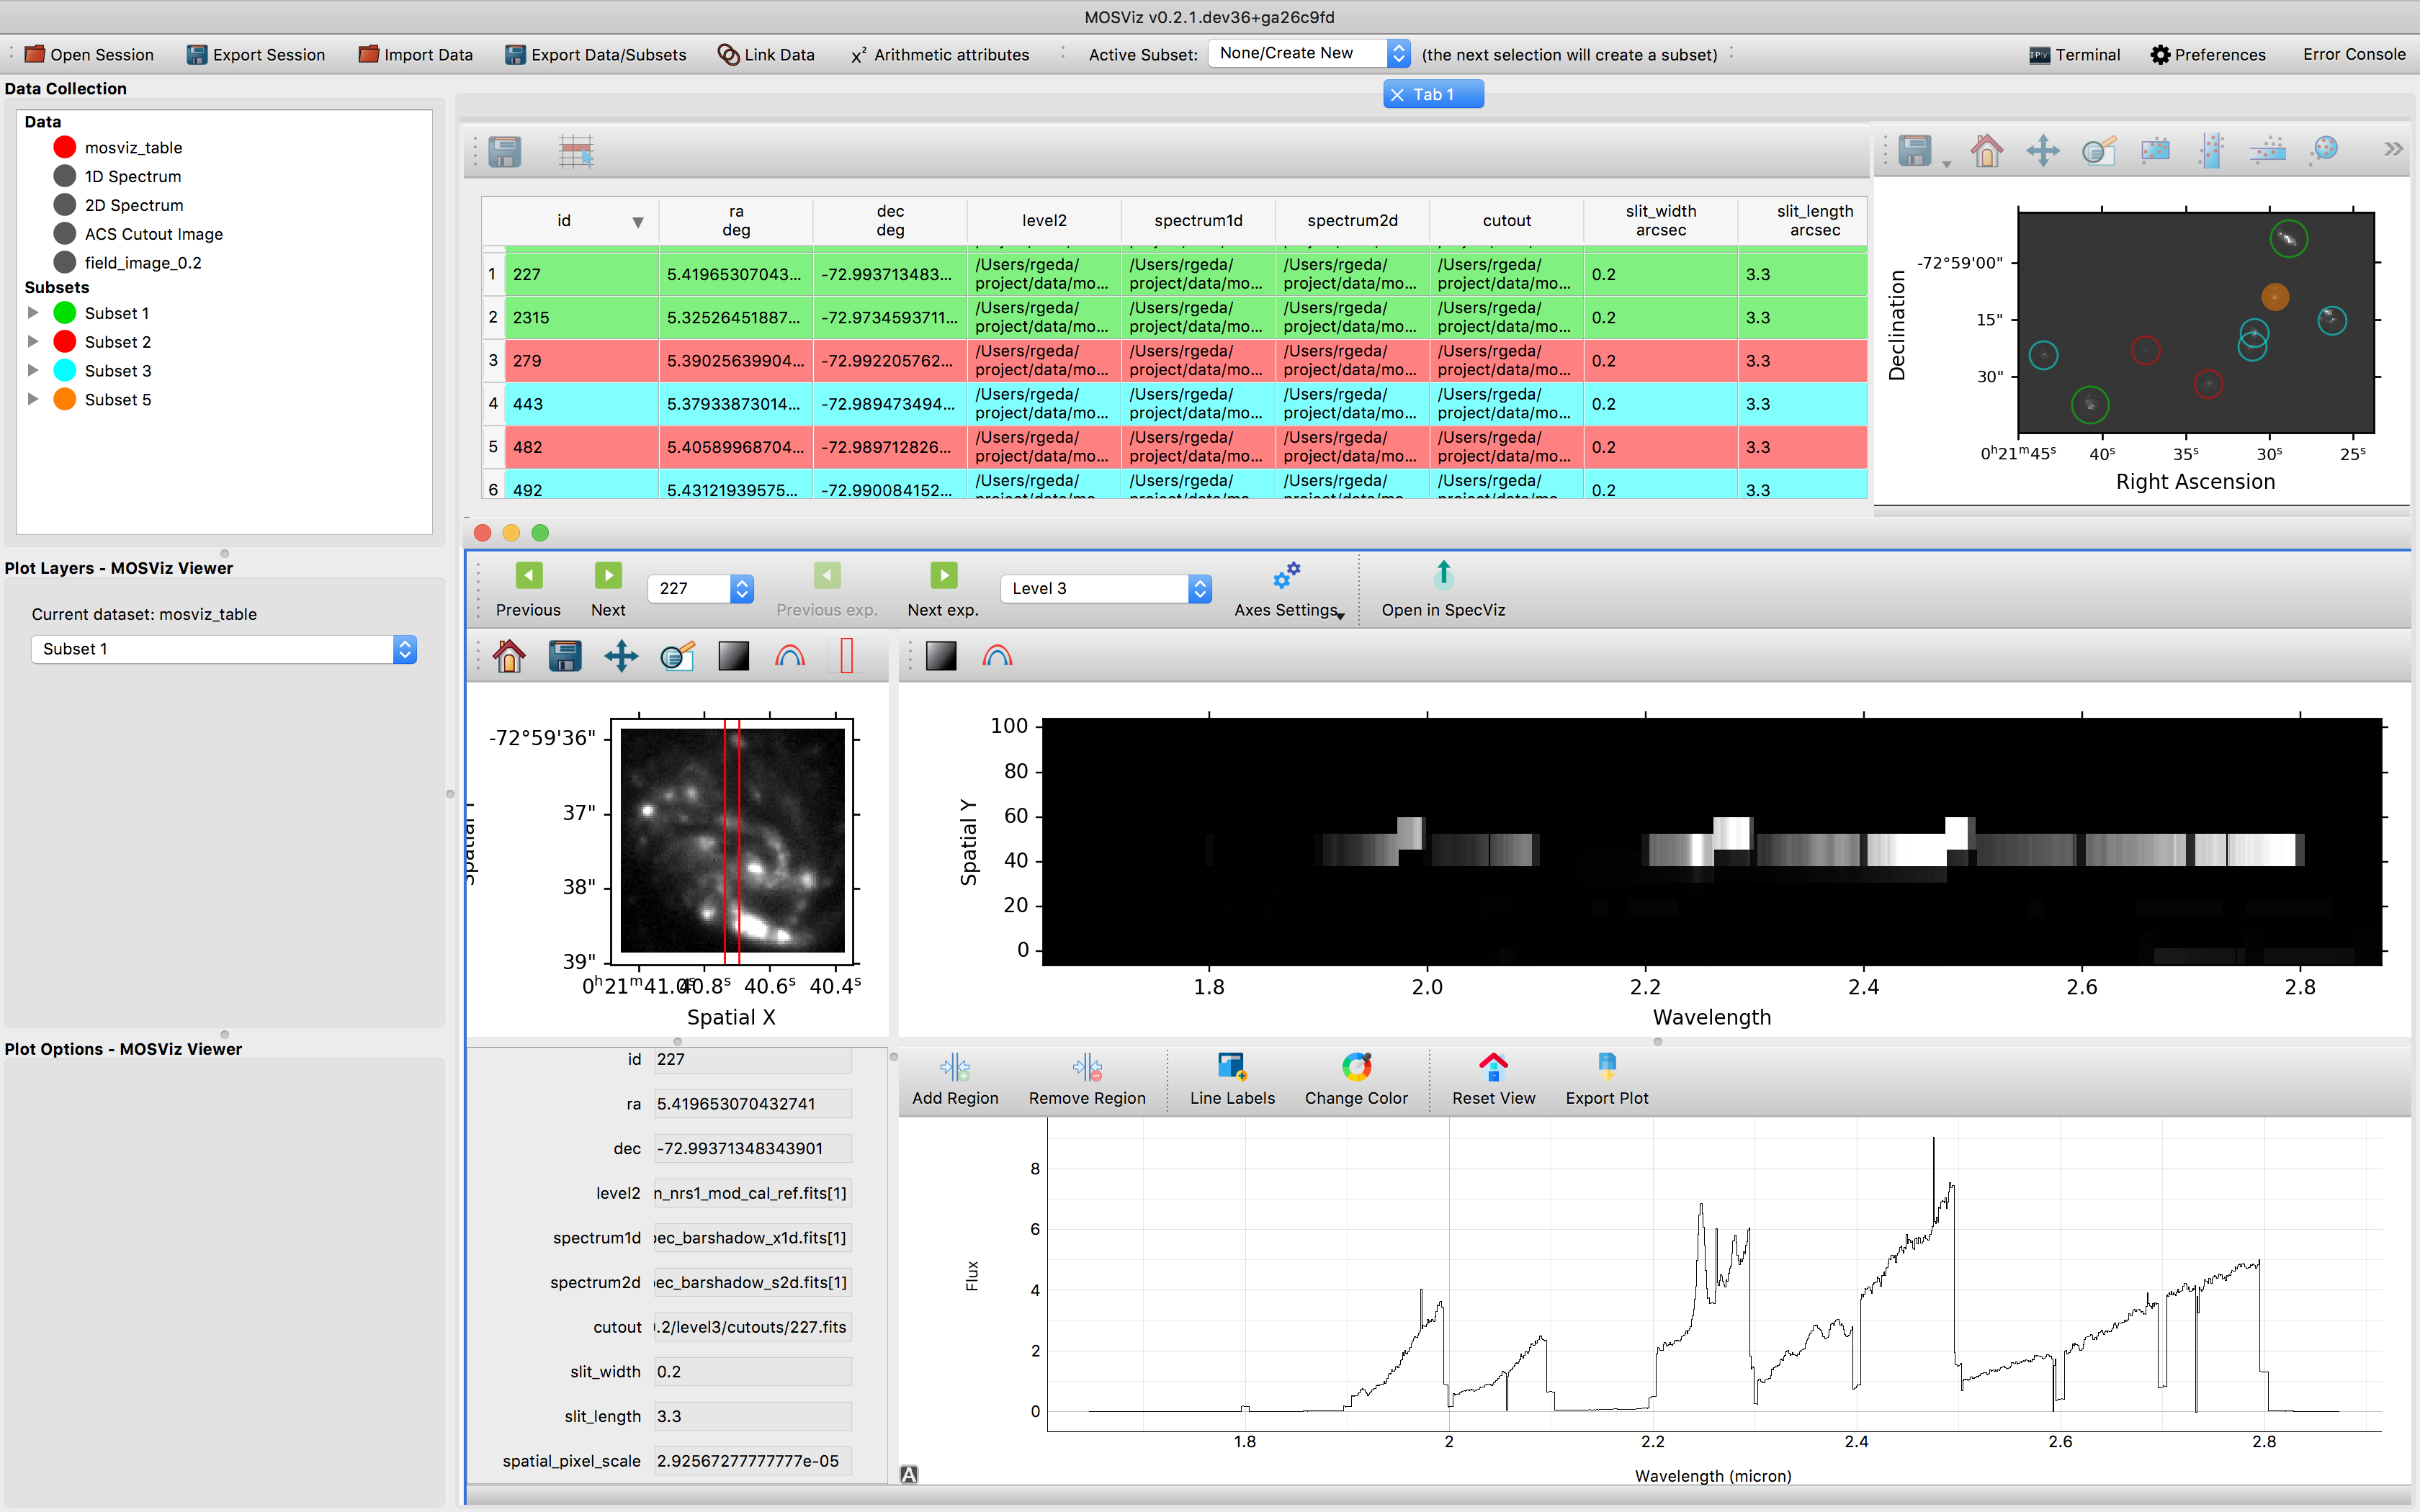 MOSViz v0.2.1.dev36+ga26c9fd
Open Session Export Session Import Data Export Data/Subsets Link Data x² Arithmetic attributes Active Subset: None/Create New (the next selection will create a subset) IP[y]: Terminal Preferences Error Console
Data Collection
Data
mosviz_table
1D Spectrum
2D Spectrum
ACS Cutout Image
field_image_0.2
Subsets
Subset 1
Subset 2
Subset 3
Subset 5
Plot Layers - MOSViz Viewer
Current dataset: mosviz_table
Subset 1
Plot Options - MOSViz Viewer
Tab 1
id ra deg dec deg level2 spectrum1d spectrum2d cutout slit_width arcsec slit_length arcsec
1 227 5.41965307043... -72.993713483... /Users/rgeda/project/data/mo... /Users/rgeda/project/data/mo... /Users/rgeda/project/data/mo... /Users/rgeda/project/data/mo... 0.2 3.3
2 2315 5.32526451887... -72.9734593711... /Users/rgeda/project/data/mo... /Users/rgeda/project/data/mo... /Users/rgeda/project/data/mo... /Users/rgeda/project/data/mo... 0.2 3.3
3 279 5.39025639904... -72.992205762... /Users/rgeda/project/data/mo... /Users/rgeda/project/data/mo... /Users/rgeda/project/data/mo... /Users/rgeda/project/data/mo... 0.2 3.3
4 443 5.37933873014... -72.989473494... /Users/rgeda/project/data/mo... /Users/rgeda/project/data/mo... /Users/rgeda/project/data/mo... /Users/rgeda/project/data/mo... 0.2 3.3
5 482 5.40589968704... -72.989712826... /Users/rgeda/project/data/mo... /Users/rgeda/project/data/mo... /Users/rgeda/project/data/mo... /Users/rgeda/project/data/mo... 0.2 3.3
6 492 5.43121939575... -72.990084152... /Users/rgeda/ /Users/rgeda/ /Users/rgeda/ /Users/rgeda/ 0.2 3.3
Declination
-72°59'00"
15"
30"
0ʰ21ᵐ45ˢ 40ˢ 35ˢ 30ˢ 25ˢ
Right Ascension
Previous Next 227 Previous exp. Next exp. Level 3 Axes Settings Open in SpecViz
-72°59'36"
37"
38"
39"
0ʰ21ᵐ41.0ˢ 40.8ˢ 40.6ˢ 40.4ˢ
Spatial X
Spatial Y
100
80
60
40
20
0
1.8 2.0 2.2 2.4 2.6 2.8
Wavelength
id 227
ra 5.419653070432741
dec -72.99371348343901
level2 n_nrs1_mod_cal_ref.fits[1]
spectrum1d pec_barshadow_x1d.fits[1]
spectrum2d ec_barshadow_s2d.fits[1]
cutout .2/level3/cutouts/227.fits
slit_width 0.2
slit_length 3.3
spatial_pixel_scale 2.92567277777777e-05
Add Region Remove Region Line Labels Change Color Reset View Export Plot
Flux
8
6
4
2
0
1.8 2 2.2 2.4 2.6 2.8
A
Wavelength (micron)